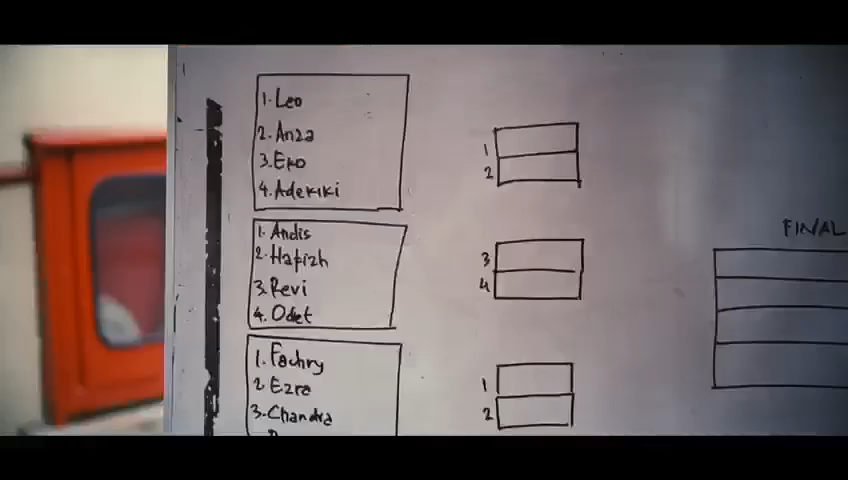 1. Leo
2. Anza
3. Eko
4. Adekiki
1. Andis
2. Hafizh
3. Revi
4. Odet
1. Fachry
2. Ezra
3. Chandra
1
2
3
4
1
2
FINAL